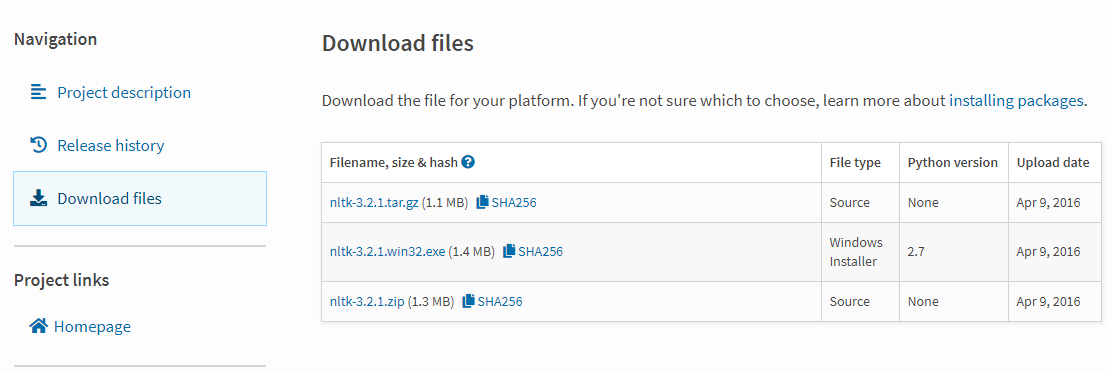 Navigation
Project description
Release history
Download files
Project links
Homepage
Download files
Download the file for your platform. If you're not sure which to choose, learn more about installing packages.
Filename, size & hash File type Python version Upload date
nltk-3.2.1.tar.gz (1.1 MB) SHA256 Source None Apr 9, 2016
nltk-3.2.1.win32.exe (1.4 MB) SHA256 Windows Installer 2.7 Apr 9, 2016
nltk-3.2.1.zip (1.3 MB) SHA256 Source None Apr 9, 2016